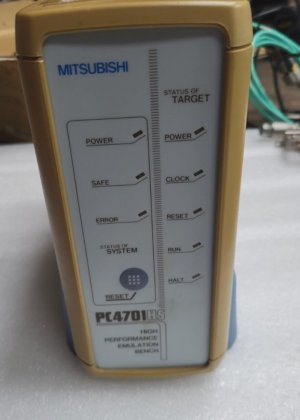 MITSUBISHI
STATUS OF
TARGET
POWER
SAFE
ERROR
STATUS OF
SYSTEM
RESET
POWER
CLOCK
RESET
RUN
HALT
PC4701HS
HIGH
PERFORMANCE
EMULATION
BENCH